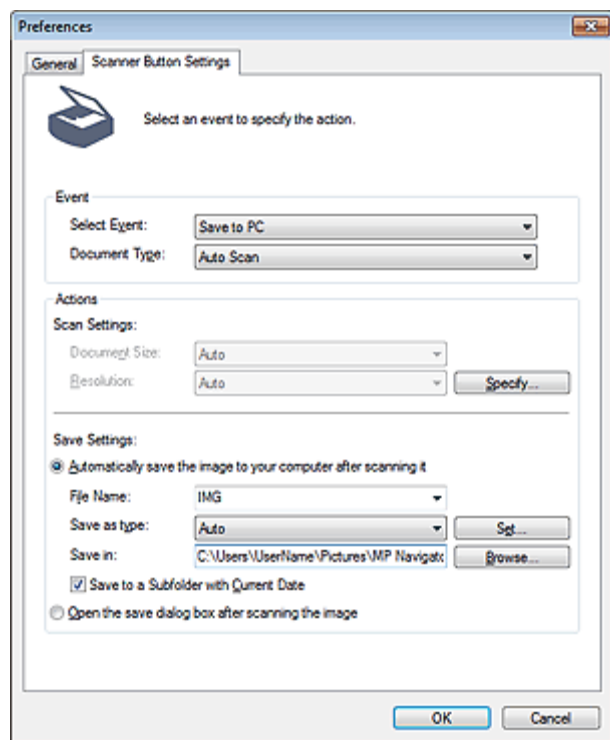 Preferences
General Scanner Button Settings
Select an event to specify the action.
Event
Select Event: Save to PC
Document Type: Auto Scan
Actions
Scan Settings:
Document Size: Auto
Resolution: Auto Specify...
Save Settings:
Automatically save the image to your computer after scanning it
File Name: IMG
Save as type: Auto Set...
Save in: C:\Users\UserName\Pictures\MP Navigato Browse...
Save to a Subfolder with Current Date
Open the save dialog box after scanning the image
OK Cancel